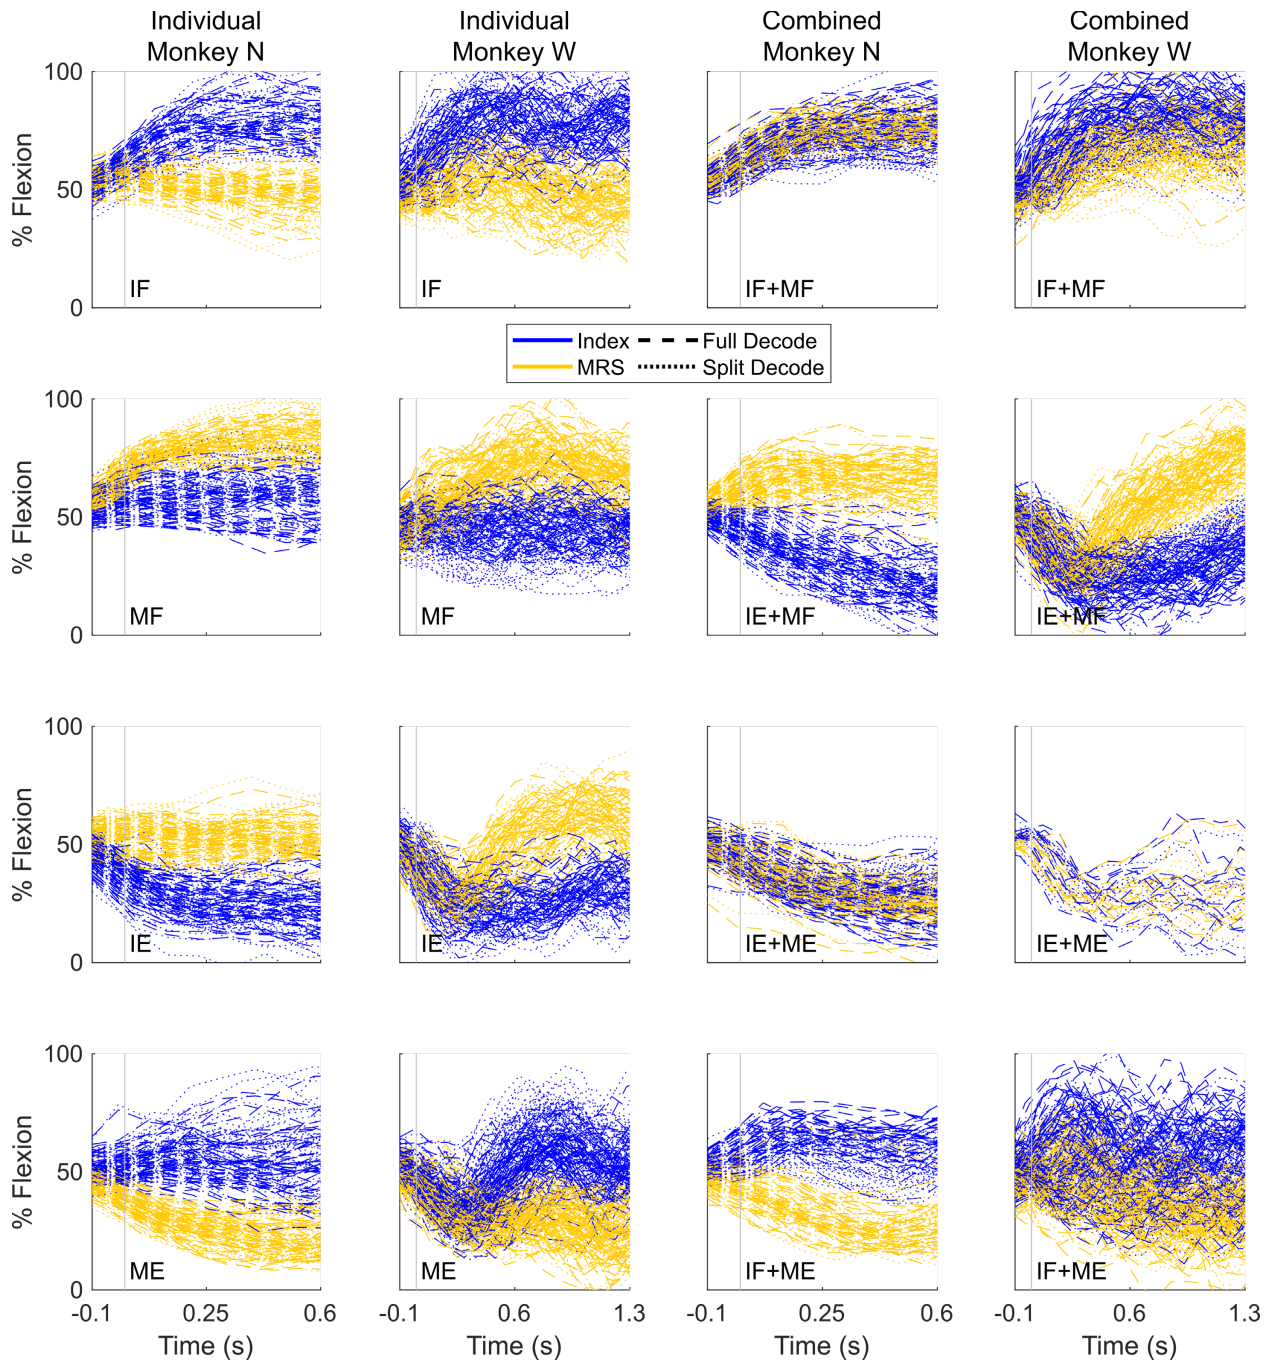 Individual
Monkey N
Individual
Monkey W
Combined
Monkey N
Combined
Monkey W
100
50
0
% Flexion
IF
IF
IF+MF
IF+MF
Index
Full Decode
MRS
Split Decode
100
50
0
% Flexion
MF
MF
IE+MF
IE+MF
100
50
0
% Flexion
IE
IE
IE+ME
IE+ME
100
50
0
% Flexion
ME
ME
IF+ME
IF+ME
-0.1 0.25 0.6
-0.1 0.6 1.3
-0.1 0.25 0.6
-0.1 0.6 1.3
Time (s)
Time (s)
Time (s)
Time (s)